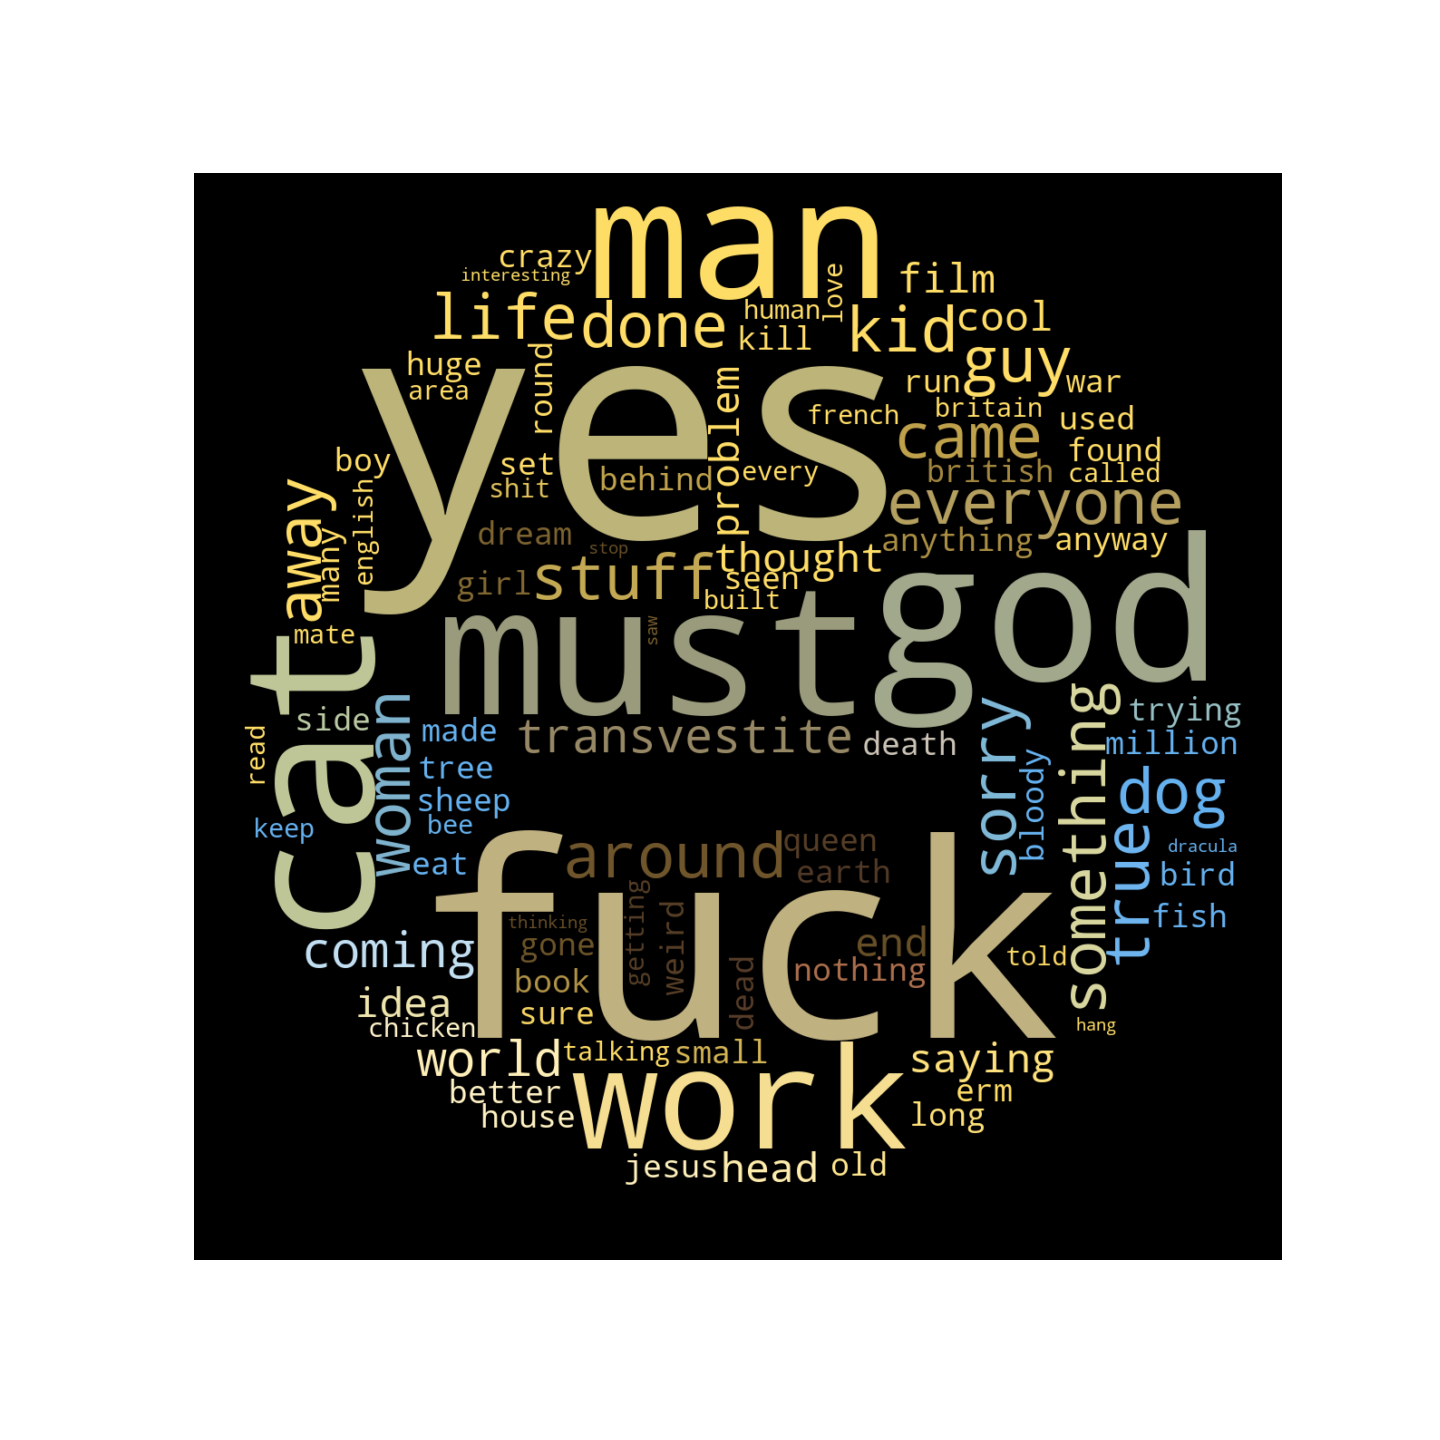 man
crazy
interesting
love
film
life
done
human
kill
kid
cool
huge
area
round
yes
problem
guy
run
war
french
britain
used
came
found
boy
set
shit
behind
every
british
called
away
many
english
everyone
dream
stop
anything
anyway
girl
stuff
thought
seen
built
god
mate
must
saw
cat
side
woman
made
transvestite
death
sorry
something
trying
million
read
tree
sheep
bee
keep
eat
bloody
dog
true
dracula
bird
fish
around
queen
earth
fuck
thinking
getting
weird
gone
end
coming
book
dead
nothing
told
idea
sure
chicken
hang
world
talking
small
saying
better
work
erm
house
long
jesus
head
old